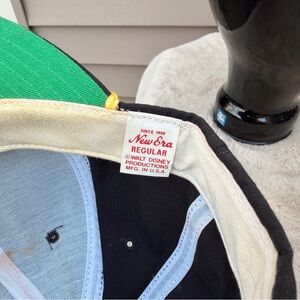 SINCE 1920
New Era
REGULAR
©WALT DISNEY
PRODUCTIONS
MFG. IN U.S.A.